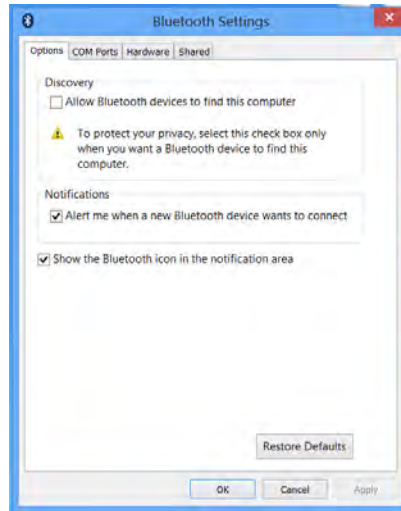 Bluetooth Settings
Options COM Ports Hardware Shared
Discovery
Allow Bluetooth devices to find this computer
To protect your privacy, select this check box only
when you want a Bluetooth device to find this
computer.
Notifications
Alert me when a new Bluetooth device wants to connect
Show the Bluetooth icon in the notification area
Restore Defaults
OK Cancel Apply